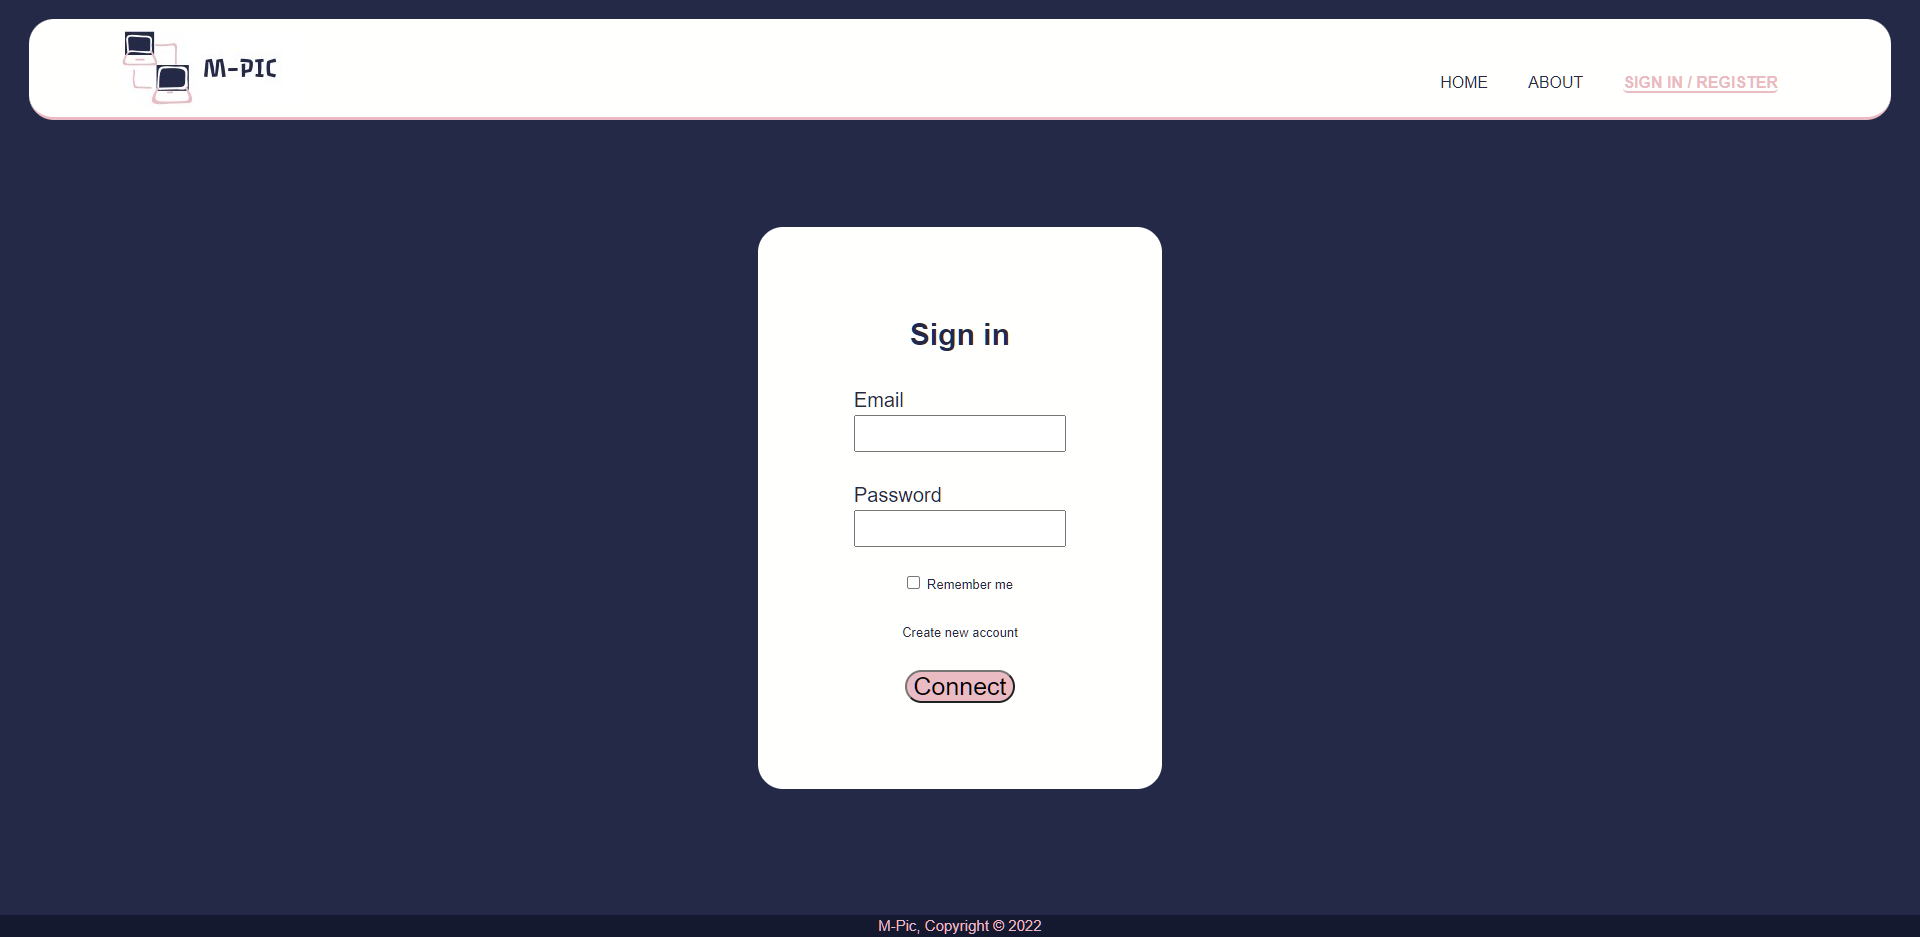 M-PIC
HOME ABOUT SIGN IN / REGISTER
Sign in
Email
Password
Remember me
Create new account
Connect
M-Pic, Copyright © 2022